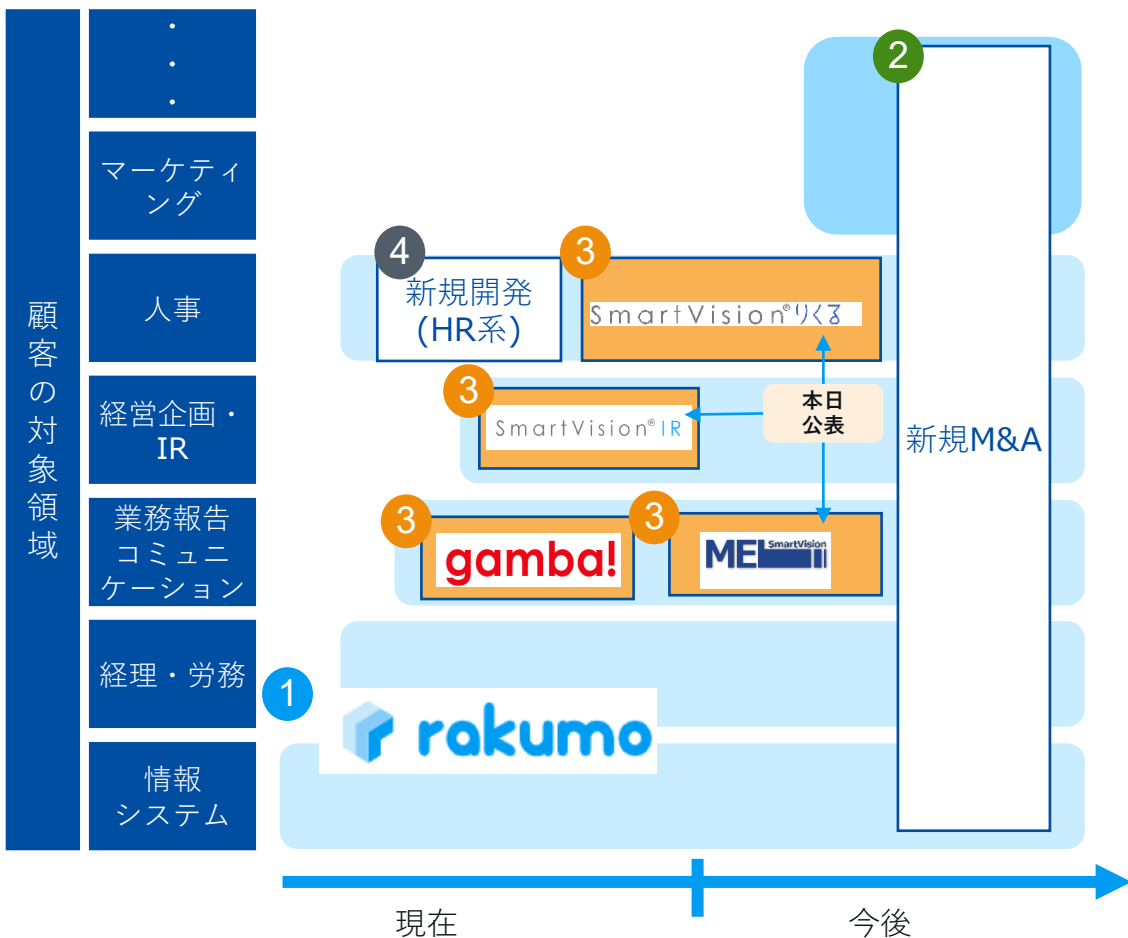 顧客の対象領域
・
・
・
マーケティ
ング
人事
経営企画・
IR
業務報告
コミュニ
ケーション
経理・労務
情報
システム
2
4
新規開発
(HR系)
3
SmartVision®りくる
3
SmartVision®IR
本日
公表
新規M&A
3
gamba!
3
MEL
SmartVision
1
rakumo
現在
今後